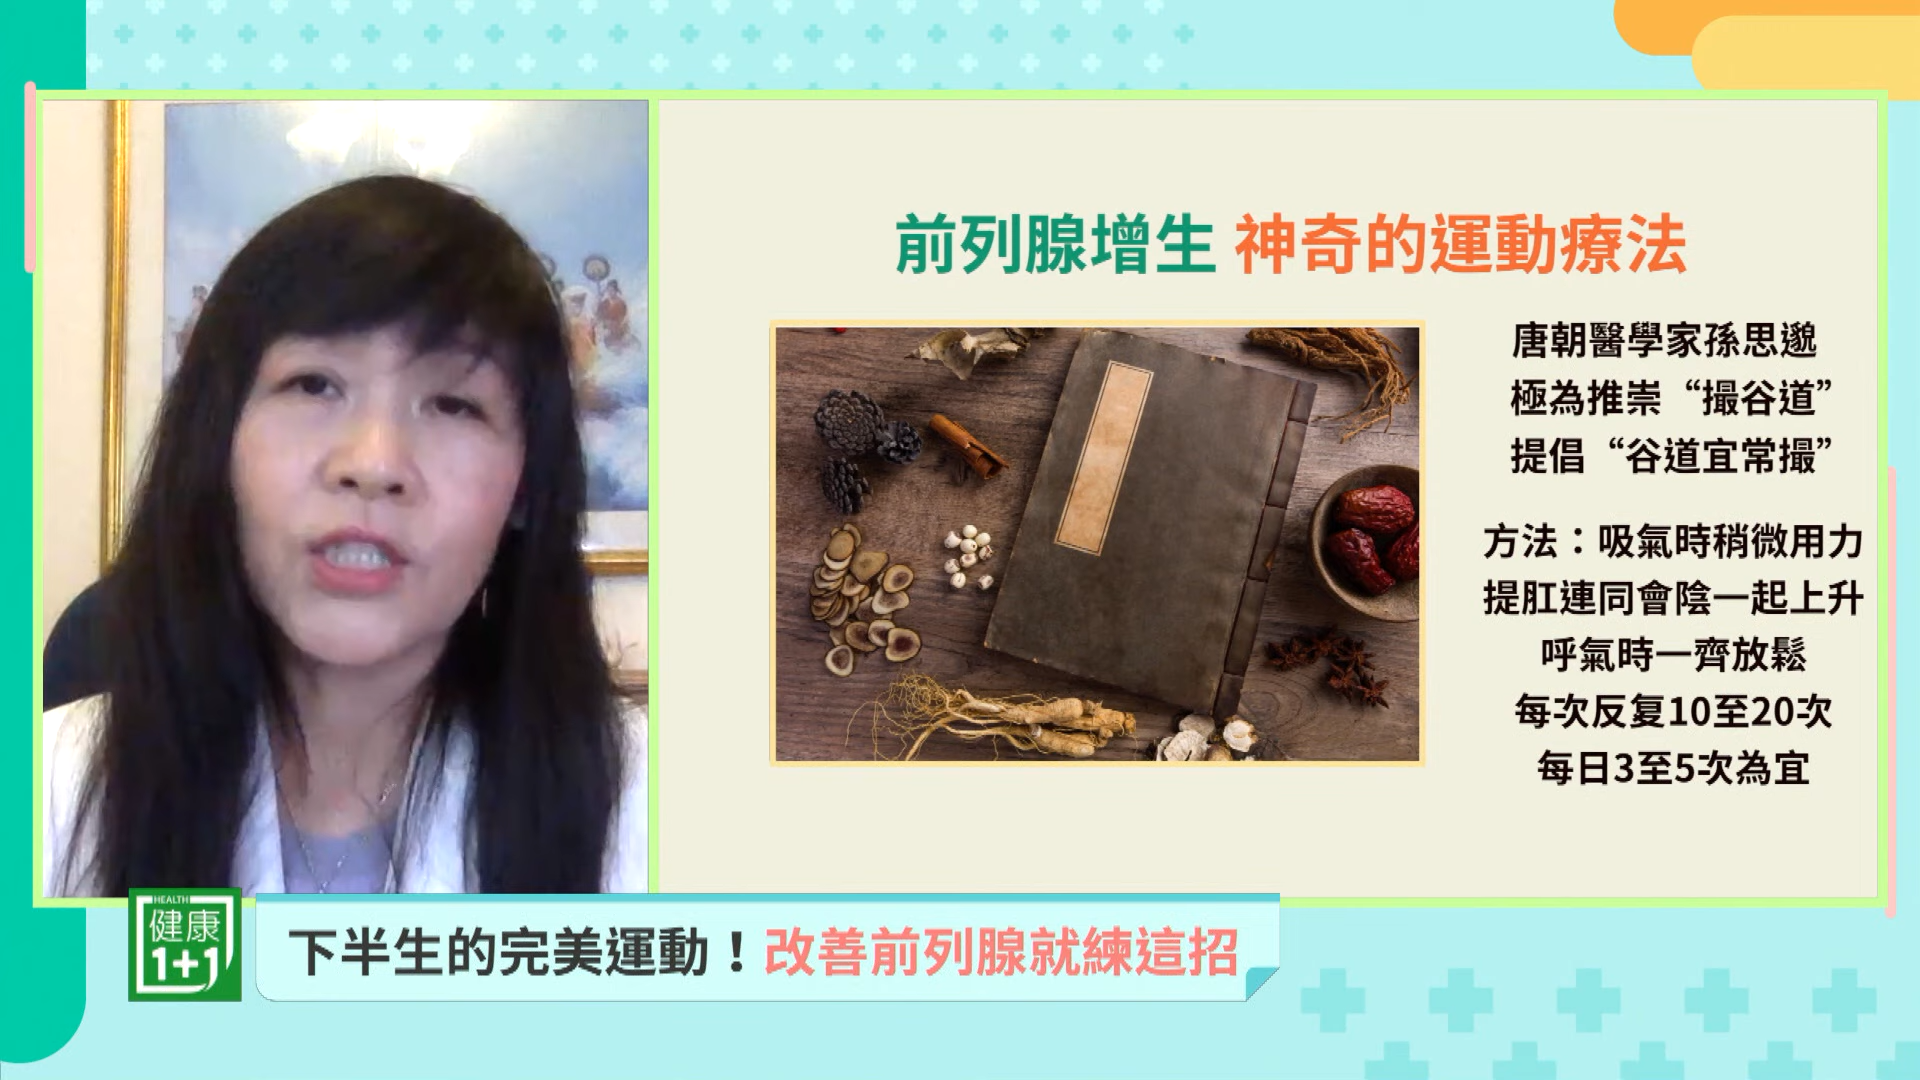 前列腺增生 神奇的運動療法
唐朝醫學家孫思邈
極為推崇“撮谷道”
提倡“谷道宜常撮”
方法：吸氣時稍微用力
提肛連同會陰一起上升
呼氣時一齊放鬆
每次反复10至20次
每日3至5次為宜
HEALTH
健康
1+1
下半生的完美運動！改善前列腺就練這招